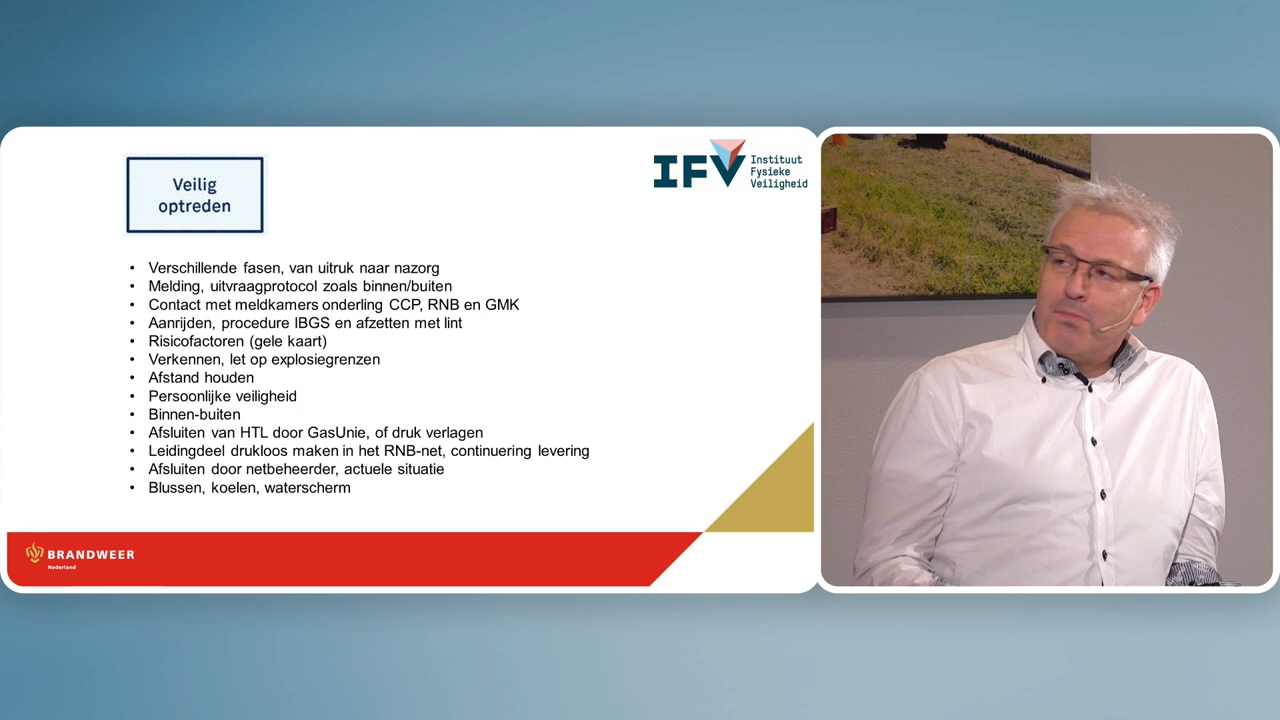 Veilig
optreden
IFV
Instituut
Fysieke
Veiligheid
• Verschillende fasen, van uitruk naar nazorg
• Melding, uitvraagprotocol zoals binnen/buiten
• Contact met meldkamers onderling CCP, RNB en GMK
• Aanrijden, procedure IBGS en afzetten met lint
• Risicofactoren (gele kaart)
• Verkennen, let op explosiegrenzen
• Afstand houden
• Persoonlijke veiligheid
• Binnen-buiten
• Afsluiten van HTL door GasUnie, of druk verlagen
• Leidingdeel drukloos maken in het RNB-net, continuering levering
• Afsluiten door netbeheerder, actuele situatie
• Blussen, koelen, waterscherm
BRANDWEER
Nederland